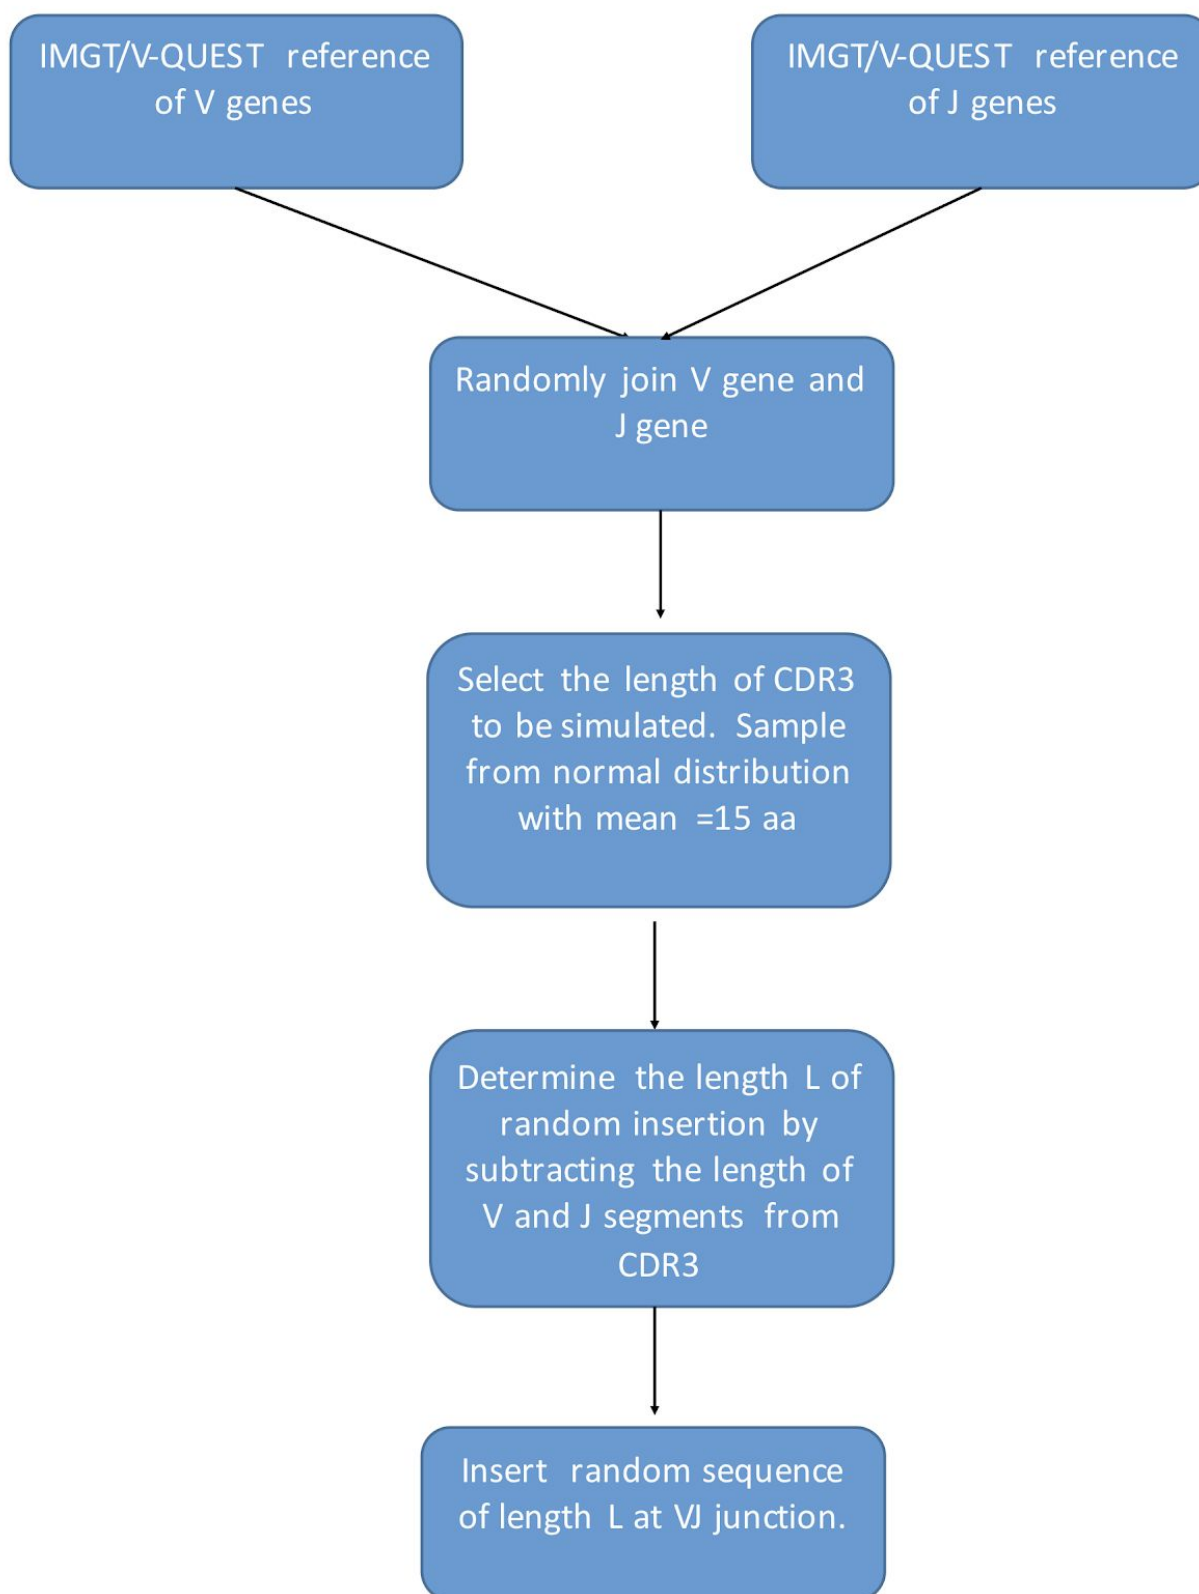 IMGT/V-QUEST reference
of V genes
IMGT/V-QUEST reference
of J genes
Randomly join V gene and
J gene
Select the length of CDR3
to be simulated. Sample
from normal distribution
with mean =15 aa
Determine the length L of
random insertion by
subtracting the length of
V and J segments from
CDR3
Insert random sequence
of length L at VJ junction.